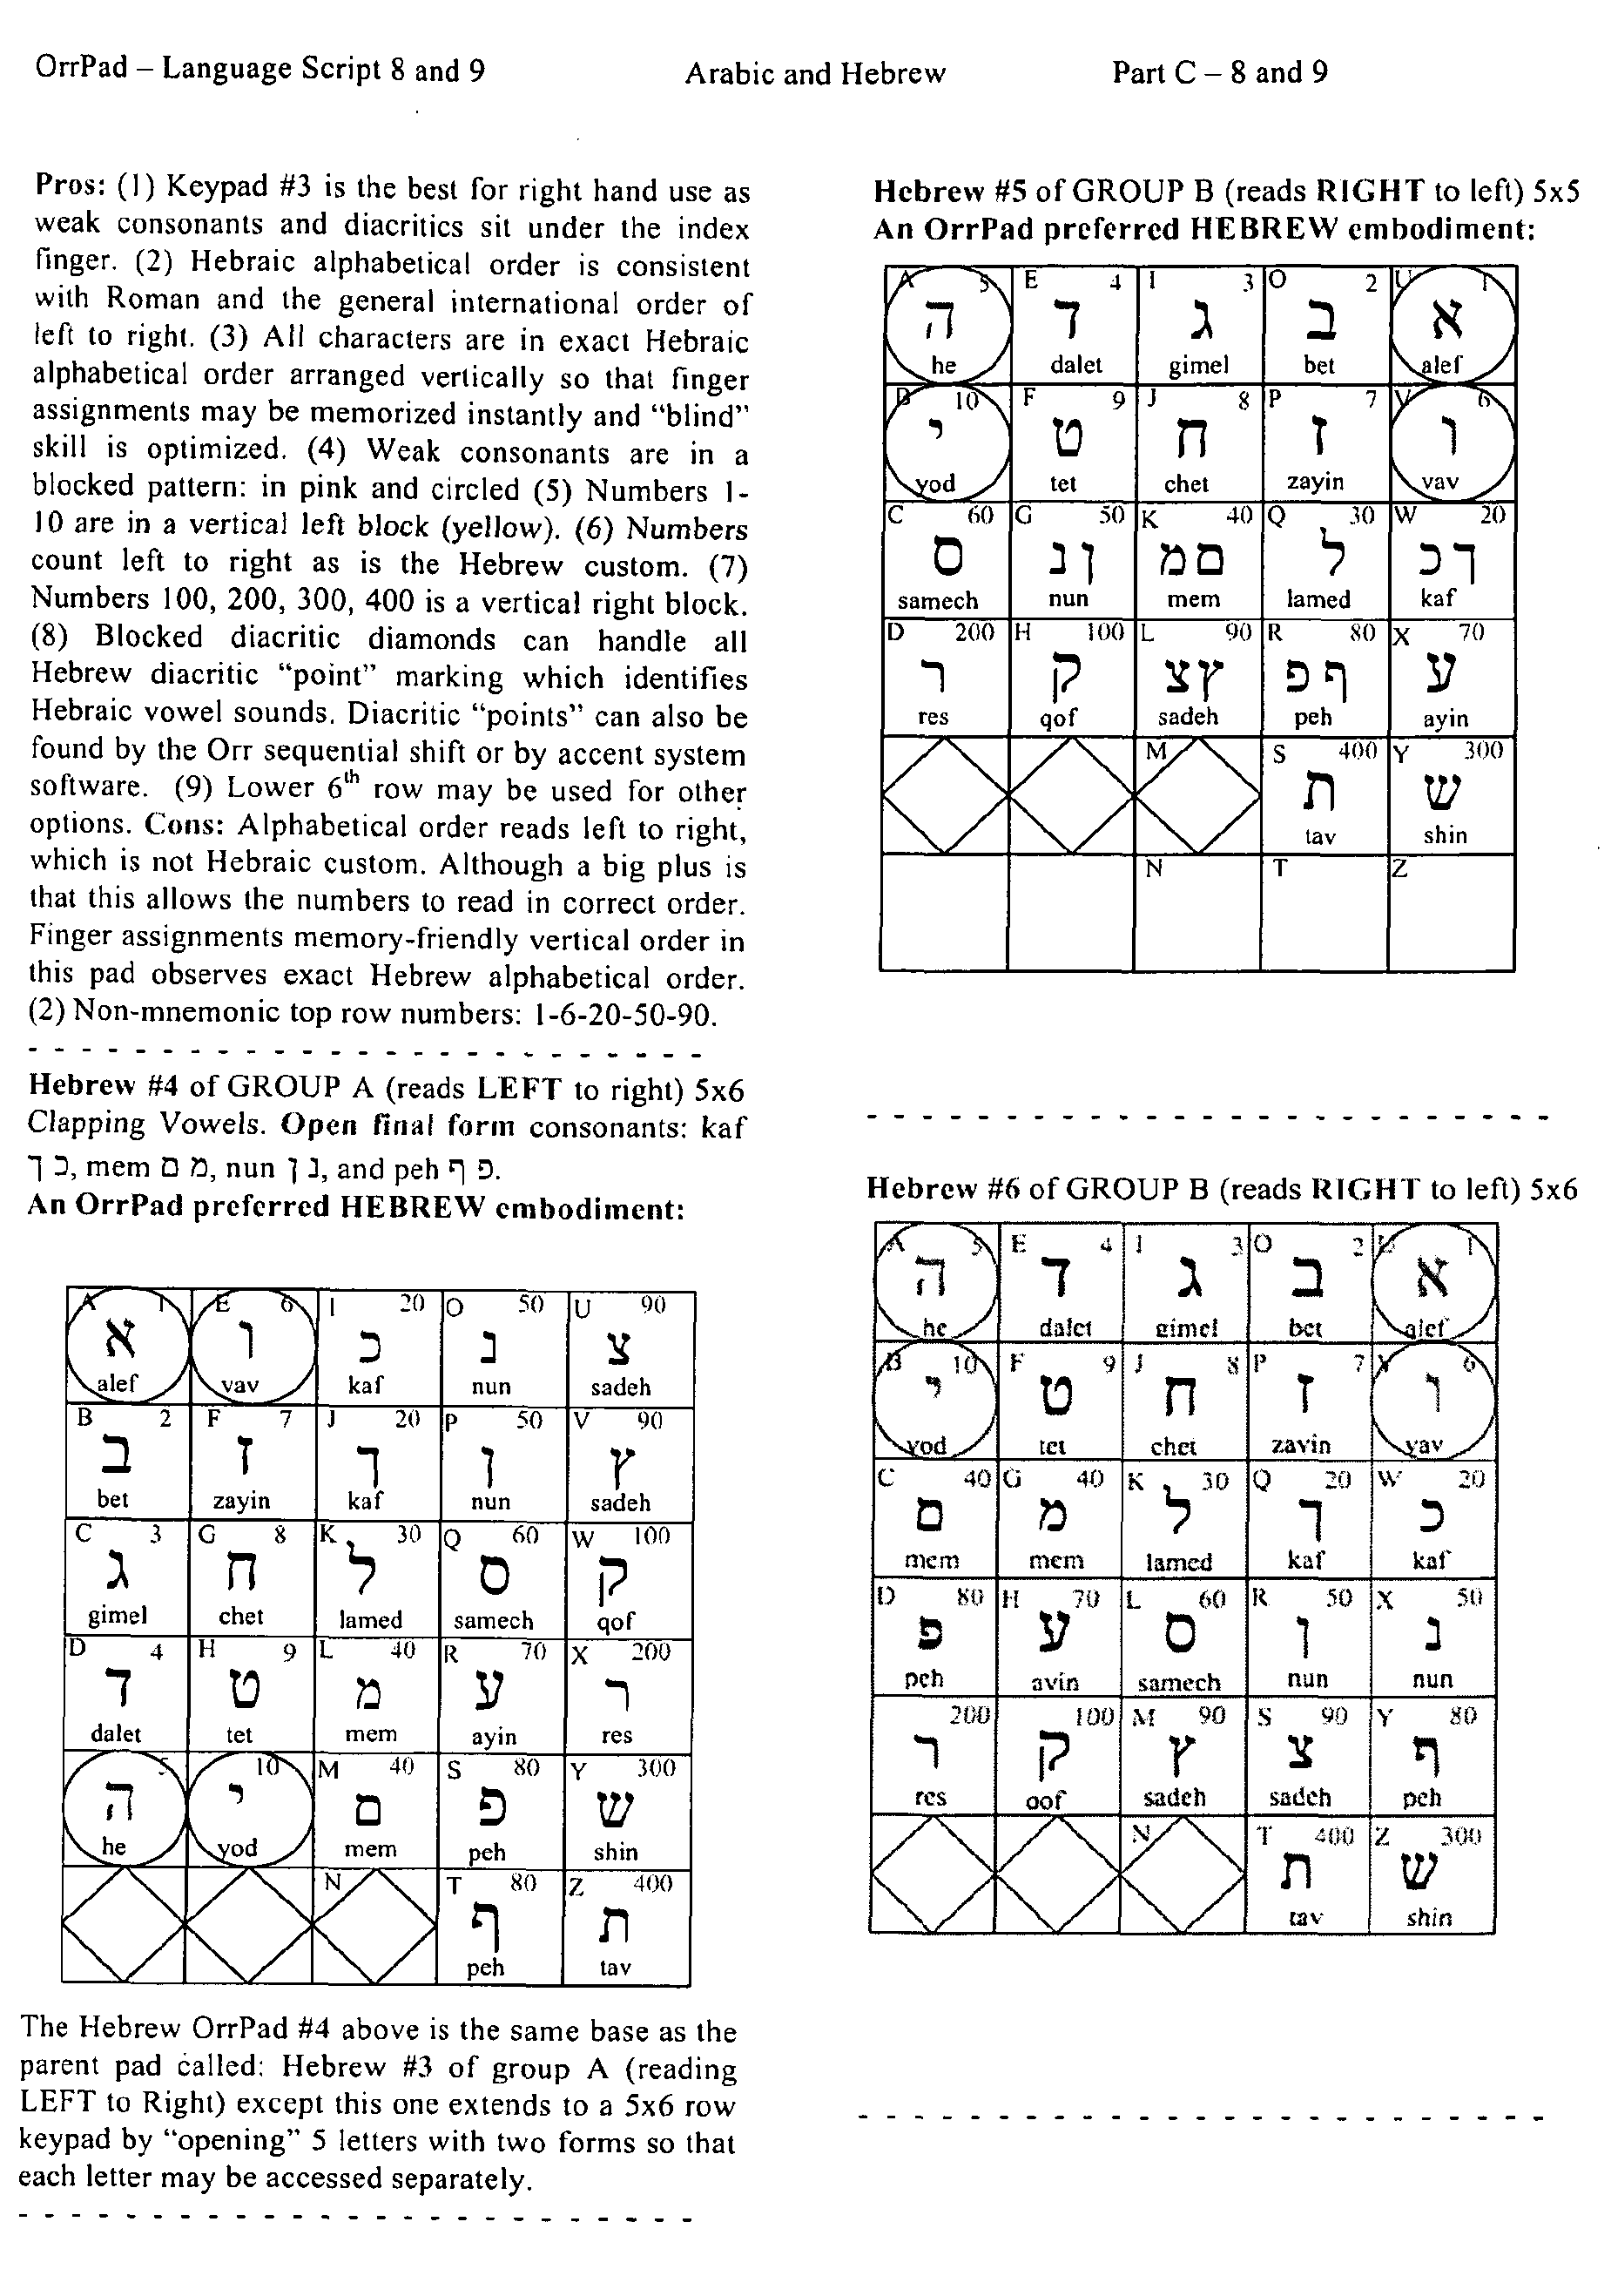 OrrPad – Language Script 8 and 9 Arabic and Hebrew Part C – 8 and 9
Pros: (1) Keypad #3 is the best for right hand use as
weak consonants and diacritics sit under the index
finger. (2) Hebraic alphabetical order is consistent
with Roman and the general international order of
left to right. (3) All characters are in exact Hebraic
alphabetical order arranged vertically so that finger
assignments may be memorized instantly and “blind”
skill is optimized. (4) Weak consonants are in a
blocked pattern: in pink and circled (5) Numbers 1-
10 are in a vertical left block (yellow). (6) Numbers
count left to right as is the Hebrew custom. (7)
Numbers 100, 200, 300, 400 is a vertical right block.
(8) Blocked diacritic diamonds can handle all
Hebrew diacritic “point” marking which identifies
Hebraic vowel sounds. Diacritic “points” can also be
found by the Orr sequential shift or by accent system
software. (9) Lower 6th row may be used for other
options. Cons: Alphabetical order reads left to right,
which is not Hebraic custom. Although a big plus is
that this allows the numbers to read in correct order.
Finger assignments memory-friendly vertical order in
this pad observes exact Hebrew alphabetical order.
(2) Non-mnemonic top row numbers: 1-6-20-50-90.
Hebrew #4 of GROUP A (reads LEFT to right) 5x6
Clapping Vowels. Open final form consonants: kaf
ך כ, mem ם מ, nun ן נ, and peh ף פ.
An OrrPad preferred HEBREW embodiment:
A 1 E 6 I 20 O 50 U 90
א ו כ נ צ
alef vav kaf nun sadeh
B 2 F 7 J 20 P 50 V 90
ב ז ך ן ץ
bet zayin kaf nun sadeh
C 3 G 8 K 30 Q 60 W 100
ג ח ל ס ק
gimel chet lamed samech qof
D 4 H 9 L 40 R 70 X 200
ד ט מ ע ר
dalet tet mem ayin res
5 10 M 40 S 80 Y 300
ה י ם פ ש
he yod mem peh shin
N T 80 Z 400
ף ת
peh tav
The Hebrew OrrPad #4 above is the same base as the
parent pad called: Hebrew #3 of group A (reading
LEFT to Right) except this one extends to a 5x6 row
keypad by “opening” 5 letters with two forms so that
each letter may be accessed separately.
Hebrew #5 of GROUP B (reads RIGHT to left) 5x5
An OrrPad preferred HEBREW embodiment:
A 5 E 4 I 3 O 2 U 1
ה ד ג ב א
he dalet gimel bet alef
B 10 F 9 J 8 P 7 V 6
י ט ח ז ו
yod tet chet zayin vav
C 60 G 50 K 40 Q 30 W 20
ס נן מם ל כך
samech nun mem lamed kaf
D 200 H 100 L 90 R 80 X 70
ר ק צץ פף ע
res qof sadeh peh ayin
M S 400 Y 300
ת ש
tav shin
N T Z
Hebrew #6 of GROUP B (reads RIGHT to left) 5x6
A 5 E 4 I 3 O 2 U 1
ה ד ג ב א
he dalet gimel bet alef
B 10 F 9 J 8 P 7 V 6
י ט ח ז ו
yod tet chet zavin vav
C 40 G 40 K 30 Q 20 W 20
ם מ ל ך כ
mem mem lamed kaf kaf
D 80 H 70 L 60 R 50 X 50
פ ע ס ן נ
peh avin samech nun nun
200 100 M 90 S 90 Y 80
ר ק ץ צ ף
res oof sadeh sadeh peh
N T 400 Z 300
ת ש
tav shin